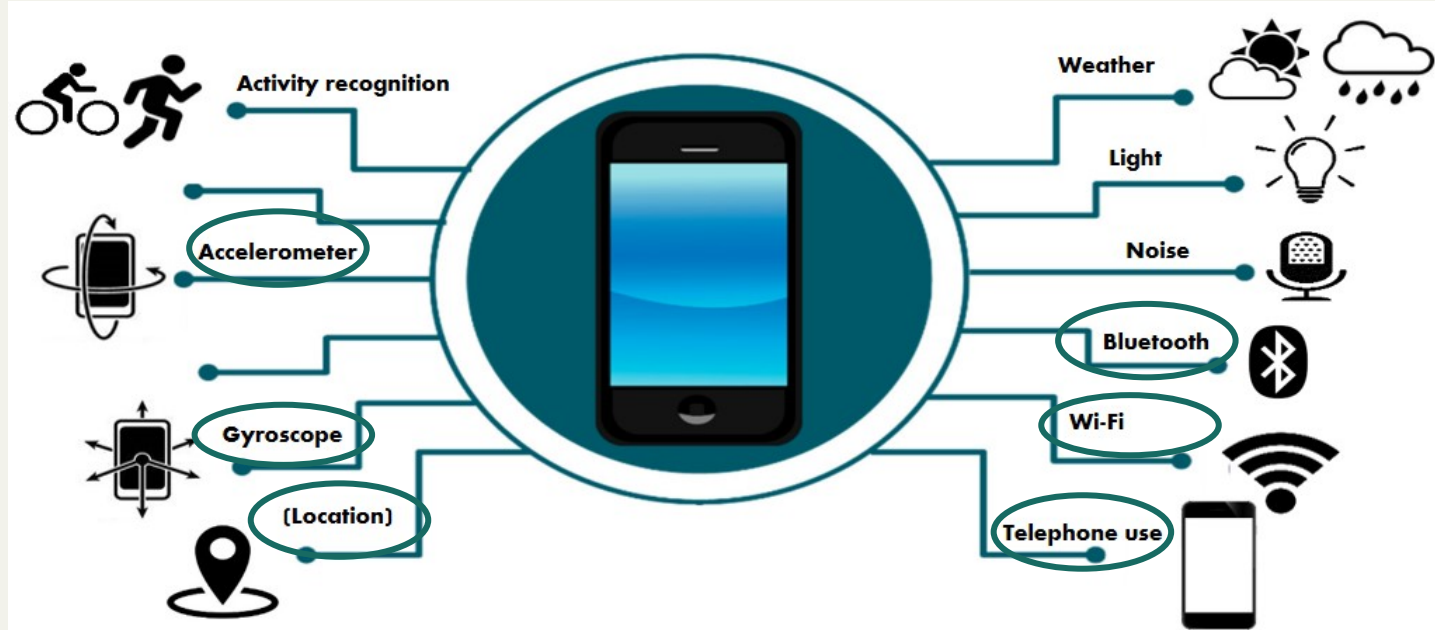 Activity recognition
Accelerometer
Gyroscope
(Location)
Weather
Light
Noise
Bluetooth
Wi-Fi
Telephone use